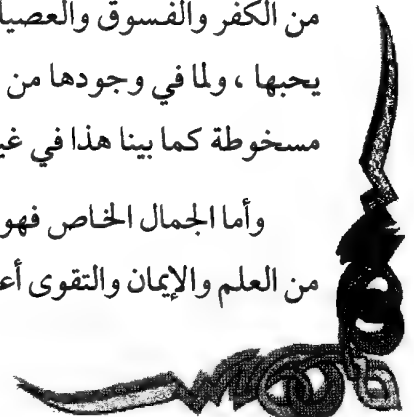 من الكفر والفسوق والعصيا
يحبها ، ولما في وجودها من
مسخوطة كما بينا هذا في غي
وأما الجمال الخاص فهو
من العلم والإيمان والتقوى أع